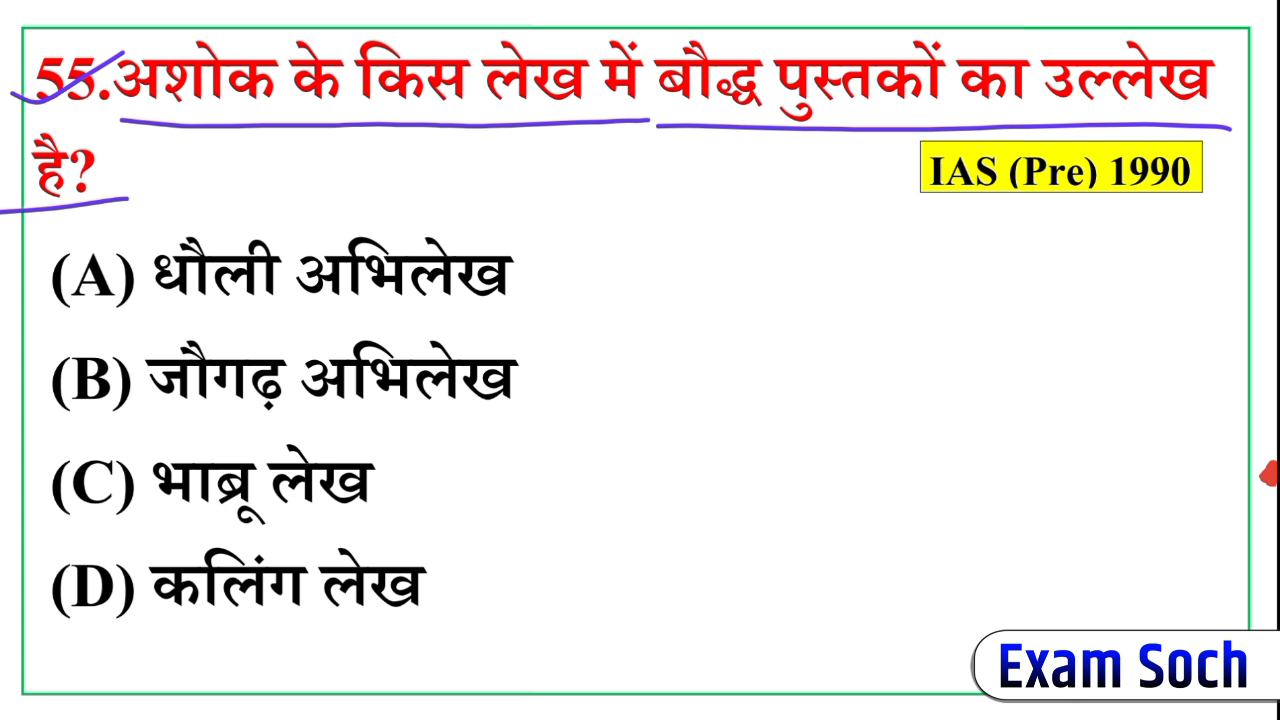 55.अशोक के किस लेख में बौद्ध पुस्तकों का उल्लेख
है?
IAS (Pre) 1990
(A) धौली अभिलेख
(B) जौगढ़ अभिलेख
(C) भाब्रू लेख
(D) कलिंग लेख
Exam Soch